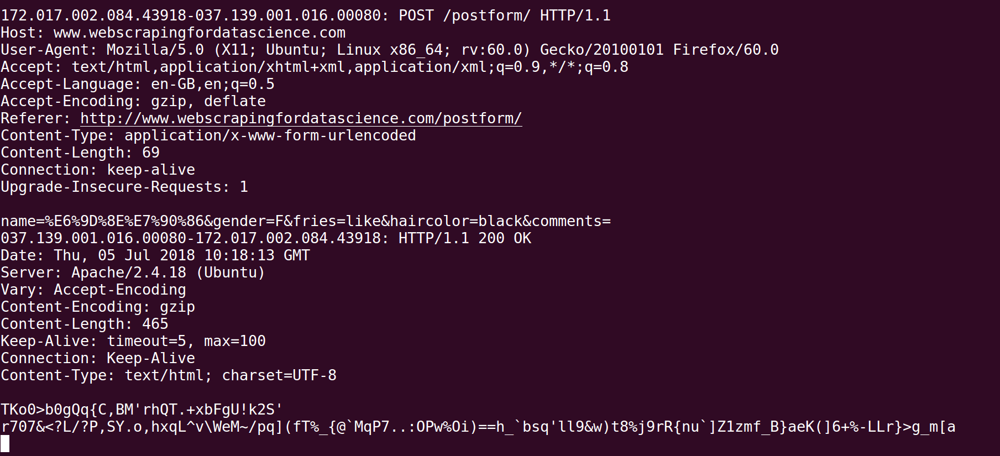 172.017.002.084.43918-037.139.001.016.00080: POST /postform/ HTTP/1.1
Host: www.webscrapingfordatascience.com
User-Agent: Mozilla/5.0 (X11; Ubuntu; Linux x86_64; rv:60.0) Gecko/20100101 Firefox/60.0
Accept: text/html,application/xhtml+xml,application/xml;q=0.9,*/*;q=0.8
Accept-Language: en-GB,en;q=0.5
Accept-Encoding: gzip, deflate
Referer: http://www.webscrapingfordatascience.com/postform/
Content-Type: application/x-www-form-urlencoded
Content-Length: 69
Connection: keep-alive
Upgrade-Insecure-Requests: 1
name=%E6%9D%8E%E7%90%86&gender=F&fries=like&haircolor=black&comments=
037.139.001.016.00080-172.017.002.084.43918: HTTP/1.1 200 OK
Date: Thu, 05 Jul 2018 10:18:13 GMT
Server: Apache/2.4.18 (Ubuntu)
Vary: Accept-Encoding
Content-Encoding: gzip
Content-Length: 465
Keep-Alive: timeout=5, max=100
Connection: Keep-Alive
Content-Type: text/html; charset=UTF-8
TKo0>b0gQq{C,BM'rhQT.+xbFgU!k2S'
r707&<?L/?P,SY.o,hxqL^v\WeM~/pq](fT%_{@`MqP7..:OPw%Oi)==h_`bsq'll9&w)t8%j9rR{nu`]Z1zmf_B}aeK(]6+%-LLr}>g_m[a